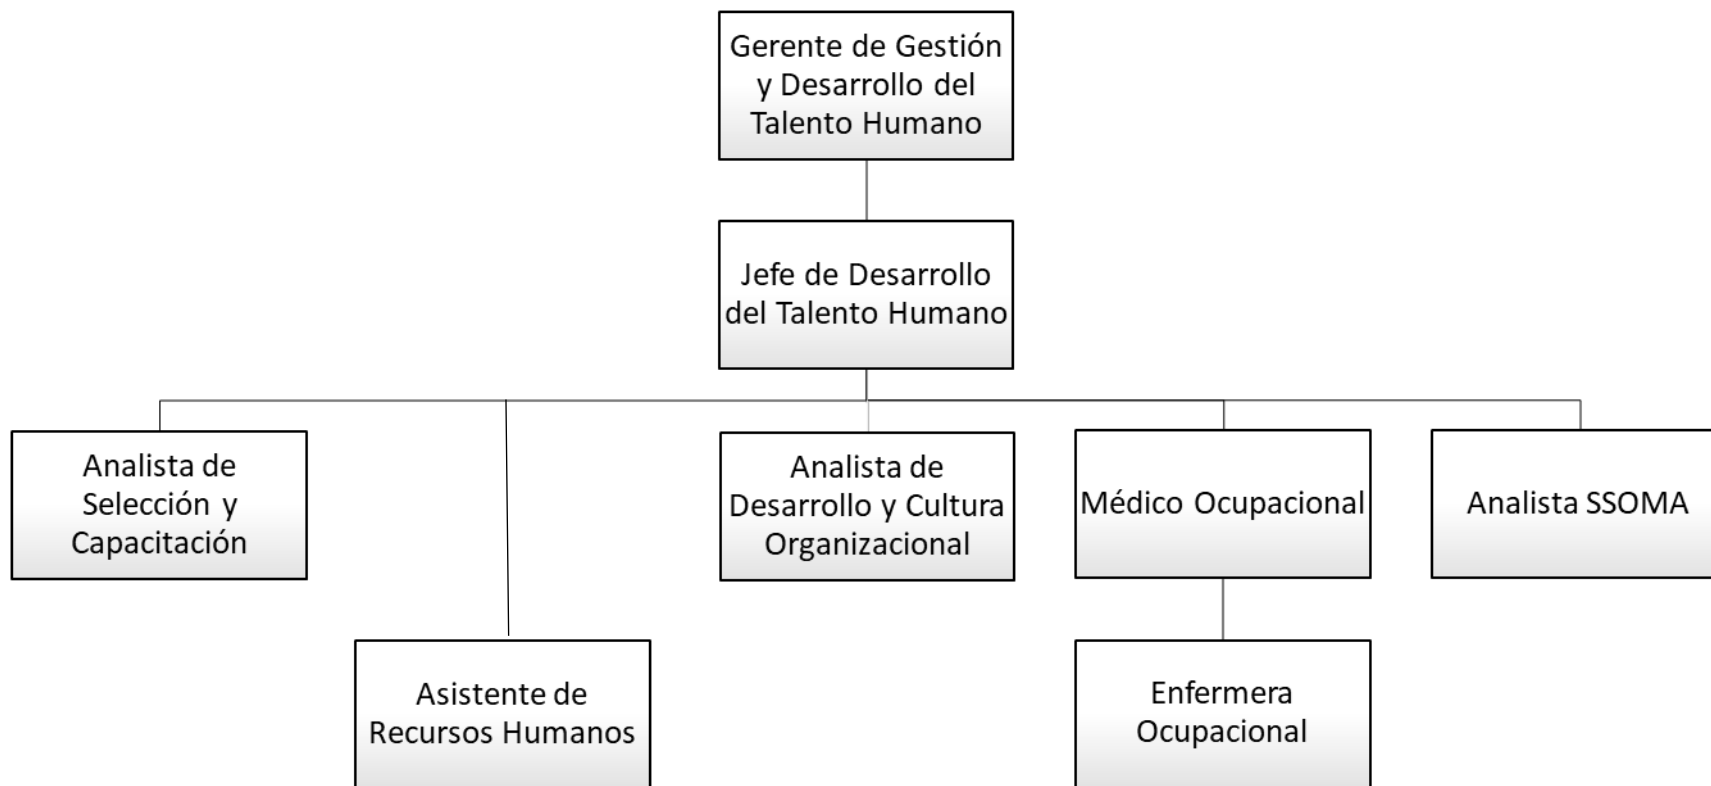 Gerente de Gestión
y Desarrollo del
Talento Humano
Jefe de Desarrollo
del Talento Humano
Analista de
Selección y
Capacitación
Analista de
Desarrollo y Cultura
Organizacional
Médico Ocupacional
Analista SSOMA
Asistente de
Recursos Humanos
Enfermera
Ocupacional